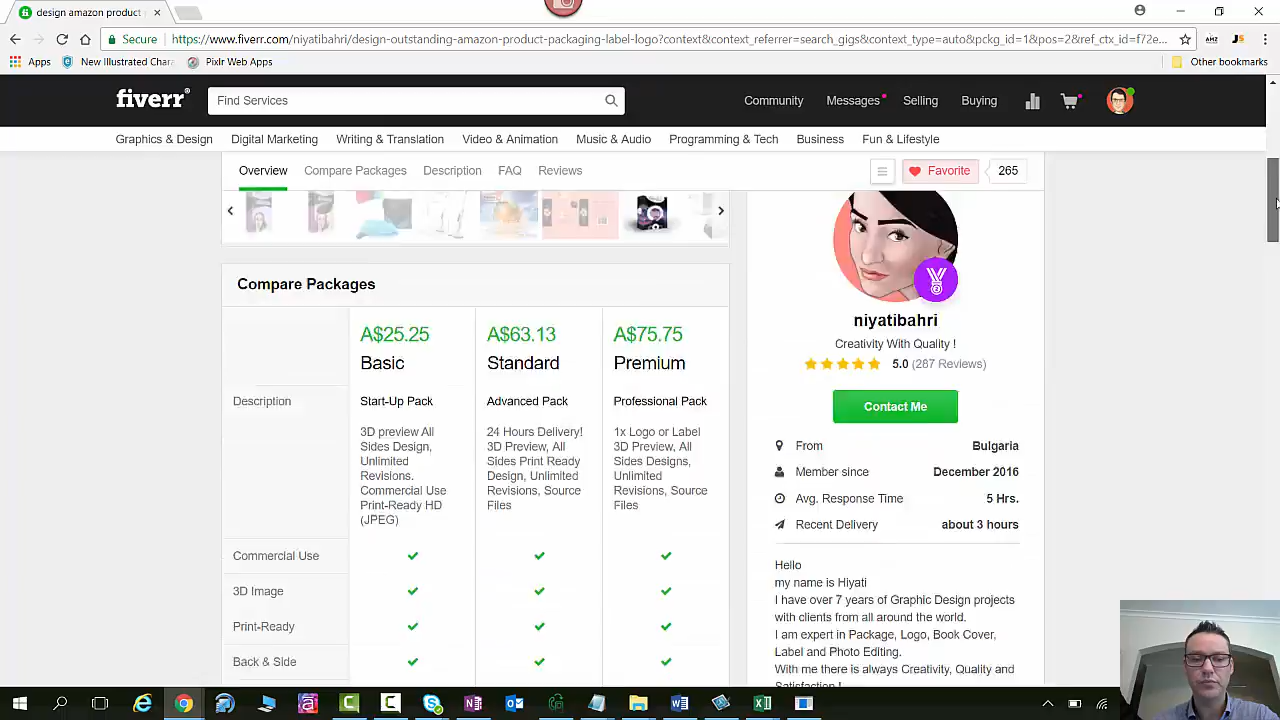 design amazon product
Secure
https://www.fiverr.com/niyatibahri/design-outstanding-amazon-product-packaging-label-logo?context&context_referrer=search_gigs&context_type=auto&pckg_id=1&pos=2&ref_ctx_id=f72e...
Apps
New Illustrated Char
Pixlr Web Apps
Other bookmarks
fiverr®
Find Services
Community
Messages
Selling
Buying
Graphics & Design
Digital Marketing
Writing & Translation
Video & Animation
Music & Audio
Programming & Tech
Business
Fun & Lifestyle
Overview
Compare Packages
Description
FAQ
Reviews
Favorite
265
Compare Packages
A$25.25
A$63.13
A$75.75
Basic
Standard
Premium
Description
Start-Up Pack
Advanced Pack
Professional Pack
3D preview All
Sides Design,
Unlimited
Revisions.
Commercial Use
Print-Ready HD
(JPEG)
24 Hours Delivery!
3D Preview, All
Sides Print Ready
Design, Unlimited
Revisions, Source
Files
1x Logo or Label
3D Preview, All
Sides Designs,
Unlimited
Revisions, Source
Files
Commercial Use
3D Image
Print-Ready
Back & Side
niyatibahri
Creativity With Quality !
5.0 (287 Reviews)
Contact Me
From
Bulgaria
Member since
December 2016
Avg. Response Time
5 Hrs.
Recent Delivery
about 3 hours
Hello
my name is Hiyati
I have over 7 years of Graphic Design projects
with clients from all around the world.
I am expert in Package, Logo, Book Cover,
Label and Photo Editing.
With me there is always Creativity, Quality and
Satisfaction !